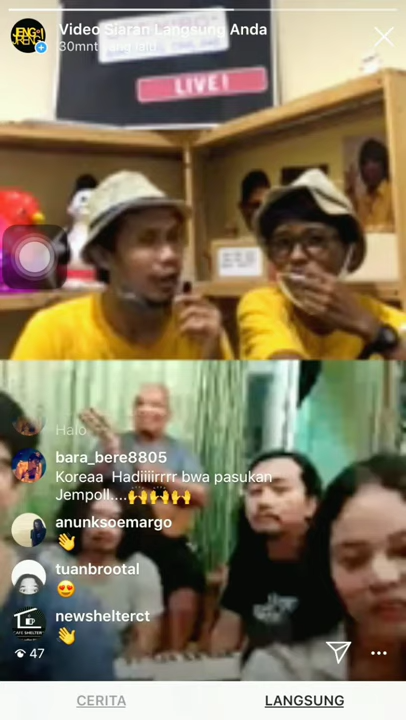 Video Siaran Langsung Anda
30mnt yang lalu
LIVE!
Halo
bara_bere8805
Koreaa Hadiiiirrrr bwa pasukan
Jempoll....🙌🙌🙌
anunksoemargo
👋
tuanbrootal
😍
newshelterct
👋
47
CERITA
LANGSUNG